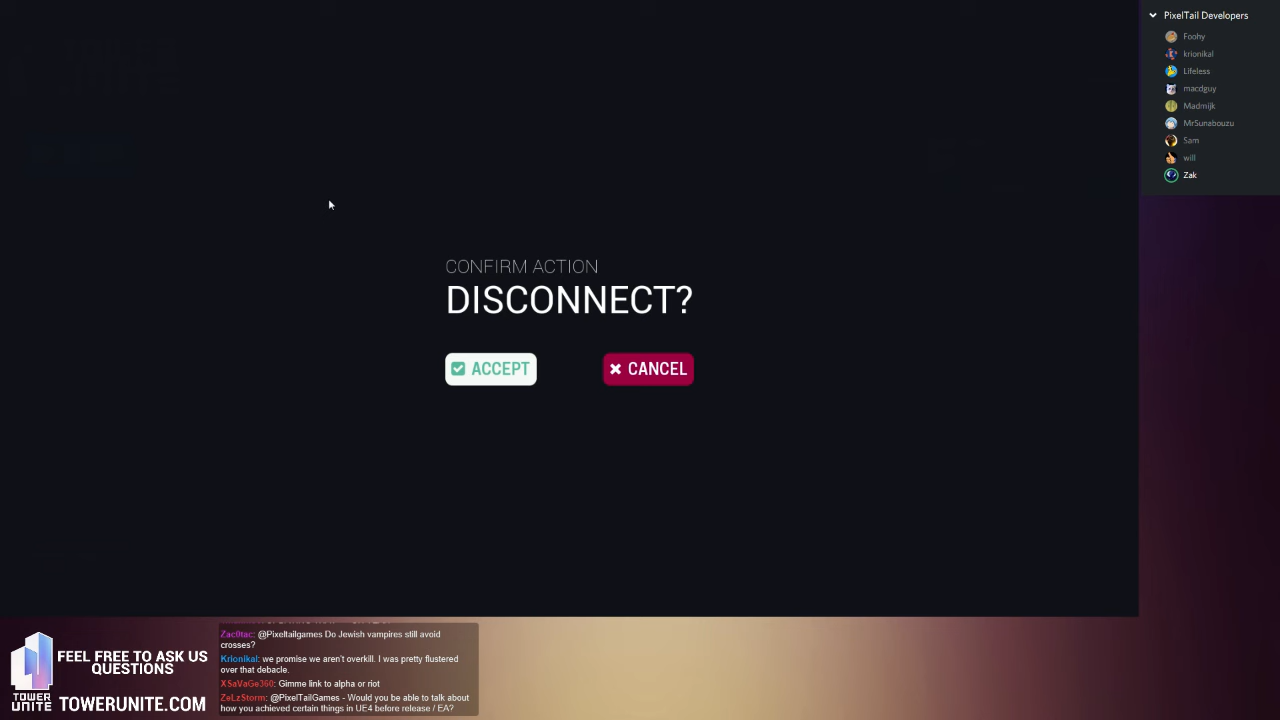 PixelTail Developers
Foohy
krionikal
Lifeless
macdguy
Madmijk
MrSunabouzu
Sam
will
Zak
CONFIRM ACTION
DISCONNECT?
ACCEPT
CANCEL
TOWER
UNITE
FEEL FREE TO ASK US
QUESTIONS
TOWERUNITE.COM
Zac0tac: @Pixeltailgames Do Jewish vampires still avoid
crosses?
Krionikal: we promise we aren't overkill. I was pretty flustered
over that debacle.
XSaVaGe360: Gimme link to alpha or riot
ZeLzStorm: @PixelTailGames - Would you be able to talk about
how you achieved certain things in UE4 before release / EA?